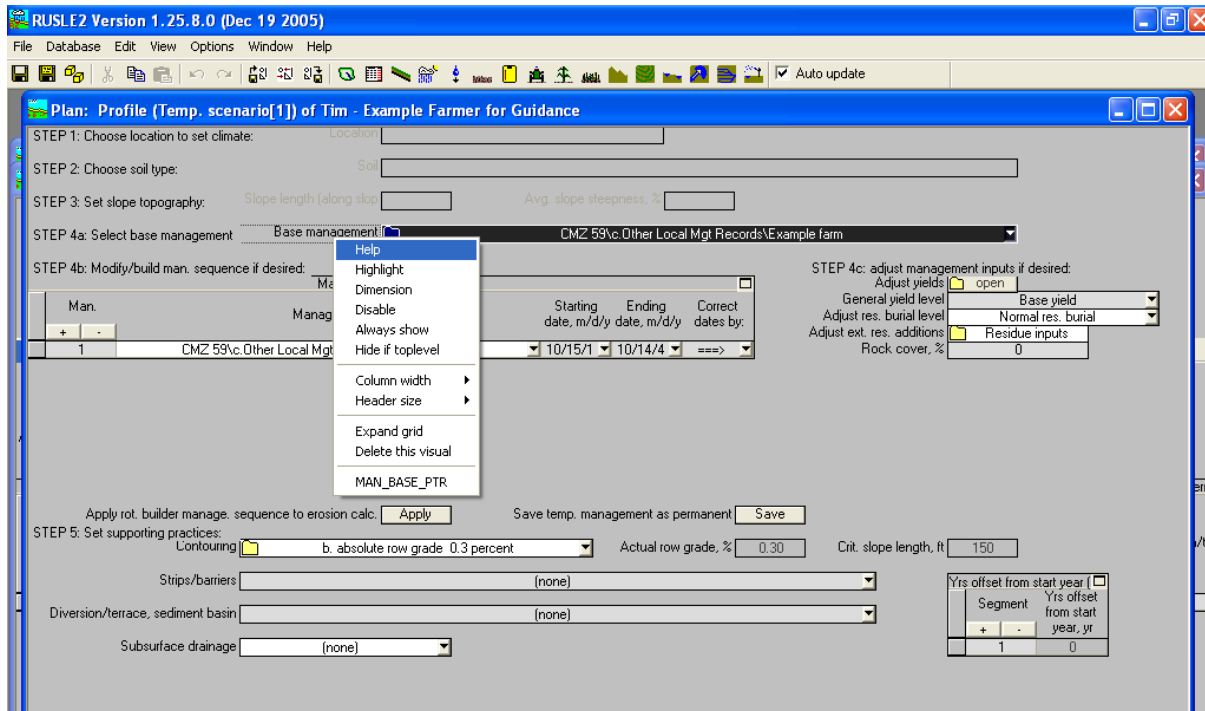 RUSLE2 Version 1.25.8.0 (Dec 19 2005)
File Database Edit View Options Window Help
Auto update
Plan: Profile (Temp. scenario[1]) of Tim - Example Farmer for Guidance
STEP 1: Choose location to set climate: Location
STEP 2: Choose soil type: Soil
STEP 3: Set slope topography: Slope length (along slop Avg. slope steepness, %
STEP 4a: Select base management Base management CMZ 59\c.Other Local Mgt Records\Example farm
Help
Highlight
Dimension
Disable
Always show
Hide if toplevel
Column width
Header size
Expand grid
Delete this visual
MAN_BASE_PTR
STEP 4b: Modify/build man. sequence if desired:
Ma
Man. Manag Starting date, m/d/y Ending date, m/d/y Correct dates by:
+ -
1 CMZ 59\c.Other Local Mgt 10/15/1 10/14/4 ===>
STEP 4c: adjust management inputs if desired:
Adjust yields open
General yield level Base yield
Adjust res. burial level Normal res. burial
Adjust ext. res. additions Residue inputs
Rock cover, % 0
Apply rot. builder manage. sequence to erosion calc. Apply Save temp. management as permanent Save
STEP 5: Set supporting practices:
Contouring b. absolute row grade 0.3 percent Actual row grade, % 0.30 Crit. slope length, ft 150
Strips/barriers (none)
Diversion/terrace, sediment basin (none)
Subsurface drainage (none)
Yrs offset from start year (
Segment Yrs offset from start year, yr
+ -
1 0